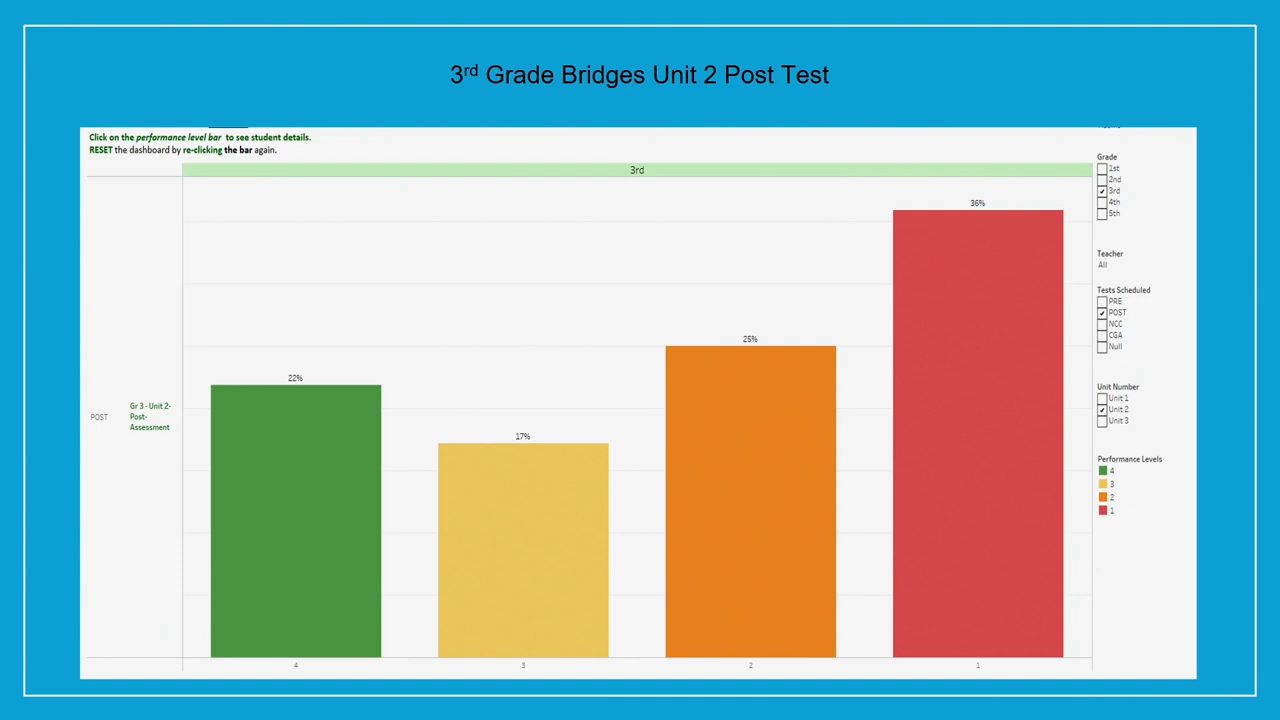 3rd Grade Bridges Unit 2 Post Test
Click on the performance level bar to see student details.
RESET the dashboard by re-clicking the bar again.
3rd
22%
17%
25%
36%
POST
Gr 3 - Unit 2-
Post-
Assessment
4
3
2
1
Grade
1st
2nd
3rd
4th
5th
Teacher
All
Tests Scheduled
PRE
POST
NCC
CGA
Null
Unit Number
Unit 1
Unit 2
Unit 3
Performance Levels
4
3
2
1